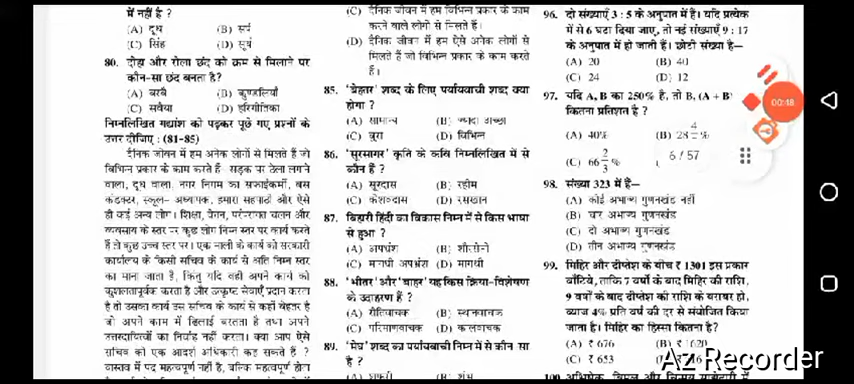 में नहीं है ?
(A) दूध (B) सर्व
(C) सिंह (D) सूर्य
80. दोहा और रोला छंद को क्रम से मिलाने पर
कौन-सा छंद बनता है?
(A) बरवै (B) कुण्डलियाँ
(C) सवैया (D) हरिगीतिका
निम्नलिखित गद्यांश को पढ़कर पूछे गए प्रश्नों के
उत्तर दीजिए : (81-85)
दैनिक जीवन में हम अनेक लोगों से मिलते हैं जो
विभिन्न प्रकार के काम करते हैं. सड़क पर ठेला लगाने
वाला, दूध वाला, नगर निगम का सफाईकर्मी, बस
कंडक्टर, स्कूल- अध्यापक, हमारा सहपाठी और ऐसे
ही कई अन्य लोग। शिक्षा, वेतन, परंपरागत चलन और
व्यवसाय के स्तर पर कुछ लोग निम्न स्तर पर कार्य करते
हैं तो कुछ उच्च स्तर पर। एक माली के कार्य को सरकारी
कार्यालय के किसी सचिव के कार्य से अति निम्न स्तर
का माना जाता है, किंतु यदि वही अपने कार्य को
कुशलतापूर्वक करता है और उत्कृष्ट सेवाएँ प्रदान करता
है तो उसका कार्य उस सचिव के कार्य से कहीं बेहतर है
जो अपने काम में ढिलाई बरतता है तथा अपने
उत्तरदायित्वों का निर्वाह नहीं करता। क्या आप ऐसे
सचिव को एक आदर्श अधिकारी कह सकते हैं ?
वास्तव में पद महत्वपूर्ण नहीं है, बल्कि महत्वपूर्ण होता
(C) दैनिक जीवन में हम विभिन्न प्रकार के काम
करने वाले लोगों से मिलते हैं।
(D) दैनिक जीवन में हम ऐसे अनेक लोगों से
मिलते हैं जो विभिन्न प्रकार के काम करते
हैं।
85. 'बेहतर' शब्द के लिए पर्यायवाची शब्द क्या
होगा ?
(A) सामान्य (B) ज्यादा अच्छा
(C) बुरा (D) विभिन्न
86. 'सूरसागर' कृति के कवि निम्नलिखित में से
कौन हैं ?
(A) सूरदास (B) रहीम
(C) केशवदास (D) रसखान
87. बिहारी हिंदी का विकास निम्न में से किस भाषा
से हुआ ?
(A) अपभ्रंश (B) शौरसेनी
(C) मागधी अपभ्रंश (D) मागधी
88. 'भीतर' और 'बाहर' यह किस क्रिया-विशेषण
के उदाहरण हैं ?
(A) रीतिवाचक (B) स्थानवाचक
(C) परिमाणवाचक (D) कालवाचक
89. 'मेघ' शब्द का पर्यायवाची निम्न में से कौन सा
है ?
96. दो संख्याएँ 3 : 5 के अनुपात में हैं। यदि प्रत्येक
में से 6 घटा दिया जाए, तो नई संख्याएँ 9 : 17
के अनुपात में हो जाती हैं। छोटी संख्या है—
(A) 20 (B) 40
(C) 24 (D) 12
97. यदि A, B का 250% है, तो B, (A + B)
कितना प्रतिशत है ?
(A) 40% (B) 28 4/7 %
(C) 66 2/3 %
98. संख्या 323 में हैं—
(A) कोई अभाज्य गुणनखंड नहीं
(B) चार अभाज्य गुणनखंड
(C) दो अभाज्य गुणनखंड
(D) तीन अभाज्य गुणनखंड
99. मिहिर और दीप्तेश के बीच ₹ 1301 इस प्रकार
बाँटिये, ताकि 7 वर्षों के बाद मिहिर की राशि,
9 वर्षों के बाद दीप्तेश की राशि के बराबर हो,
ब्याज 4% प्रति वर्ष की दर से संयोजित किया
जाता है। मिहिर का हिस्सा कितना है?
(A) ₹ 676
(C) ₹ 653
00:48
6 / 57
Az Recorder